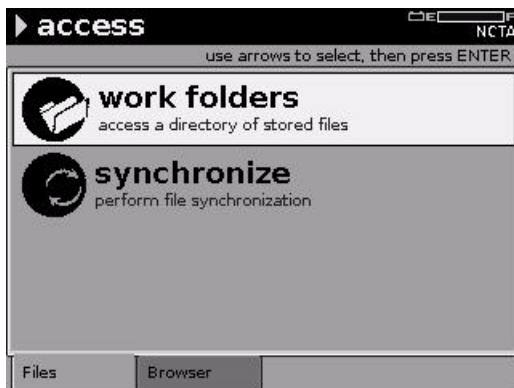 access
E F
NCTA
use arrows to select, then press ENTER
work folders
access a directory of stored files
synchronize
perform file synchronization
Files Browser